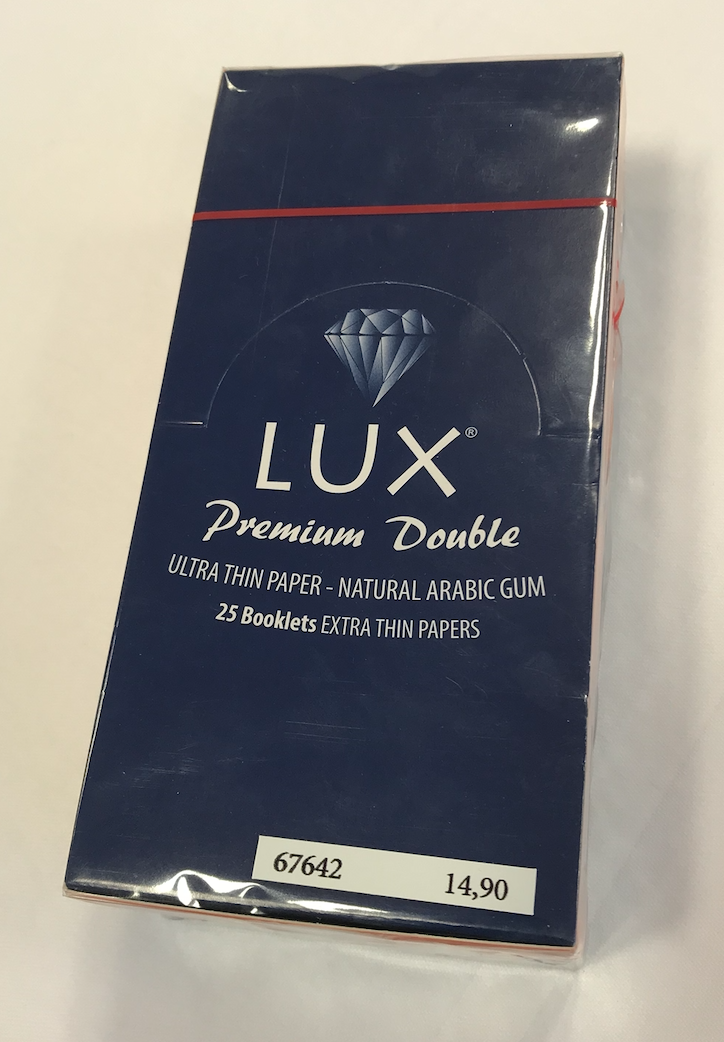 LUX®
Premium Double
ULTRA THIN PAPER - NATURAL ARABIC GUM
25 Booklets EXTRA THIN PAPERS
67642 14,90